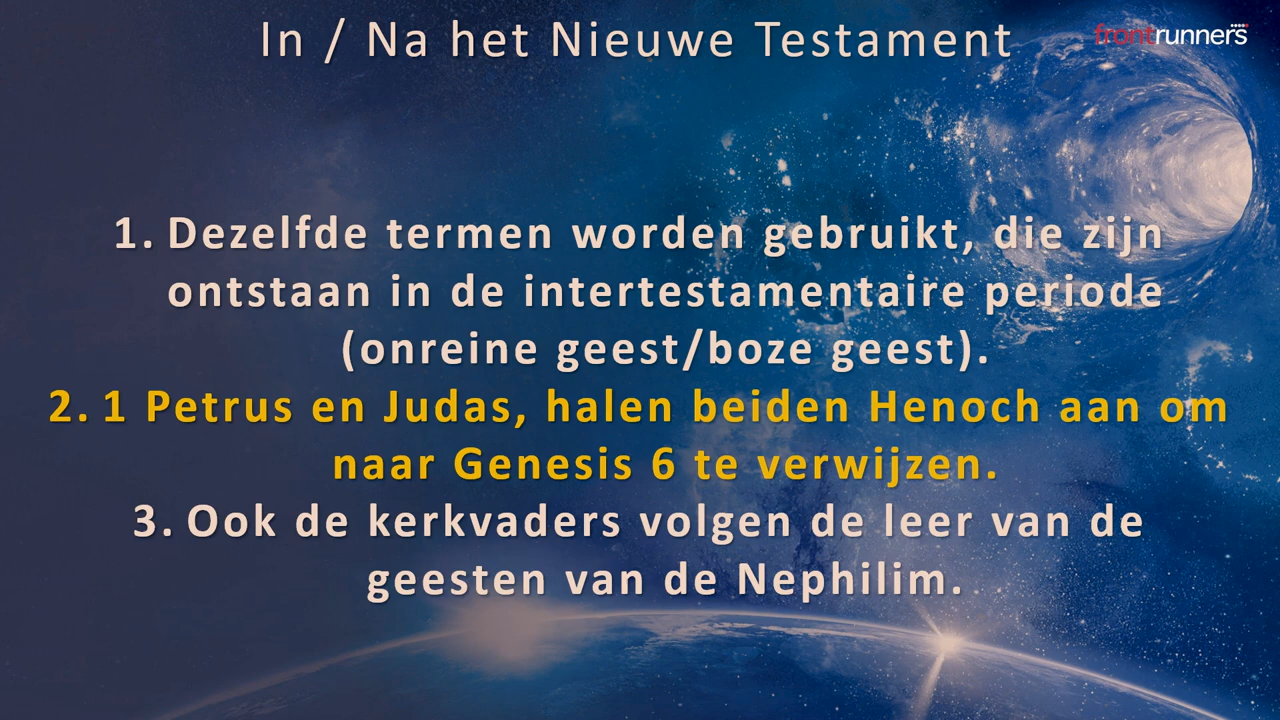 In / Na het Nieuwe Testament
frontrunners
1. Dezelfde termen worden gebruikt, die zijn
ontstaan in de intertestamentaire periode
(onreine geest/boze geest).
2. 1 Petrus en Judas, halen beiden Henoch aan om
naar Genesis 6 te verwijzen.
3. Ook de kerkvaders volgen de leer van de
geesten van de Nephilim.